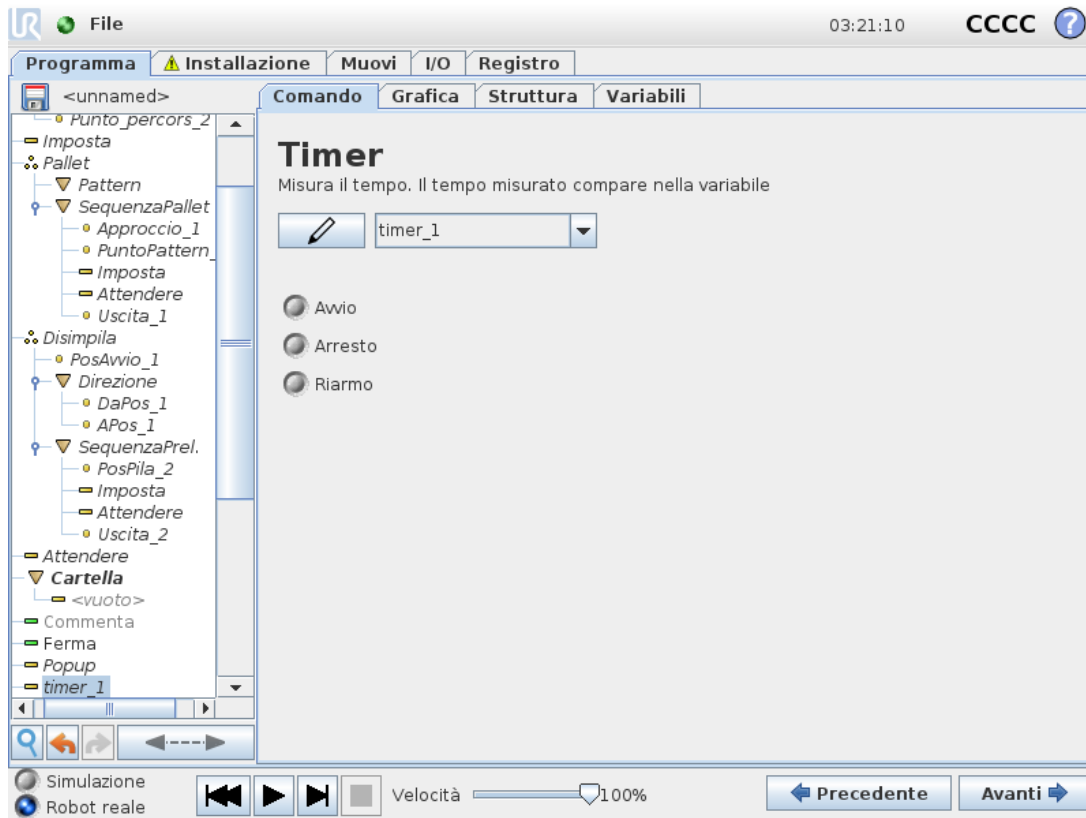 UR File 03:21:10 CCCC ?
Programma Installazione Muovi I/O Registro
<unnamed> Comando Grafica Struttura Variabili
Punto_percors_2
Imposta
Pallet
Pattern
SequenzaPallet
Approccio_1
PuntoPattern_
Imposta
Attendere
Uscita_1
Disimpila
PosAvvio_1
Direzione
DaPos_1
APos_1
SequenzaPrel.
PosPila_2
Imposta
Attendere
Uscita_2
Attendere
Cartella
<vuoto>
Commenta
Ferma
Popup
timer_1
Timer
Misura il tempo. Il tempo misurato compare nella variabile
timer_1
Avvio
Arresto
Riarmo
Simulazione
Robot reale
Velocità 100%
Precedente Avanti